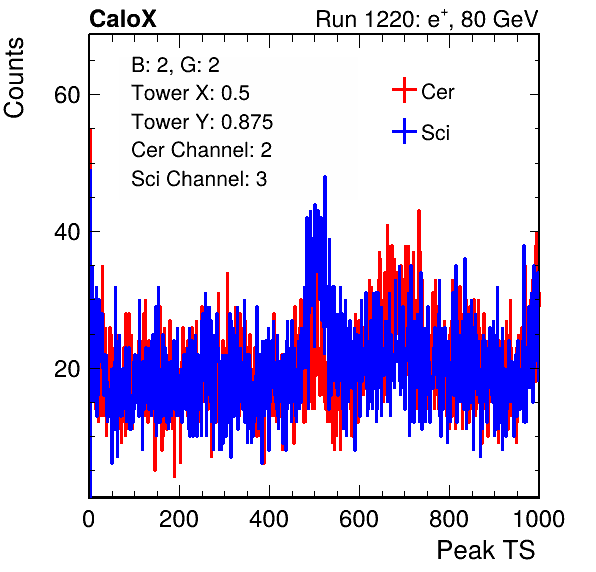 CaloX Run 1220: e+, 80 GeV
Counts
B: 2, G: 2
Tower X: 0.5
Tower Y: 0.875
Cer Channel: 2
Sci Channel: 3
Cer
Sci
60
40
20
0 200 400 600 800 1000
Peak TS